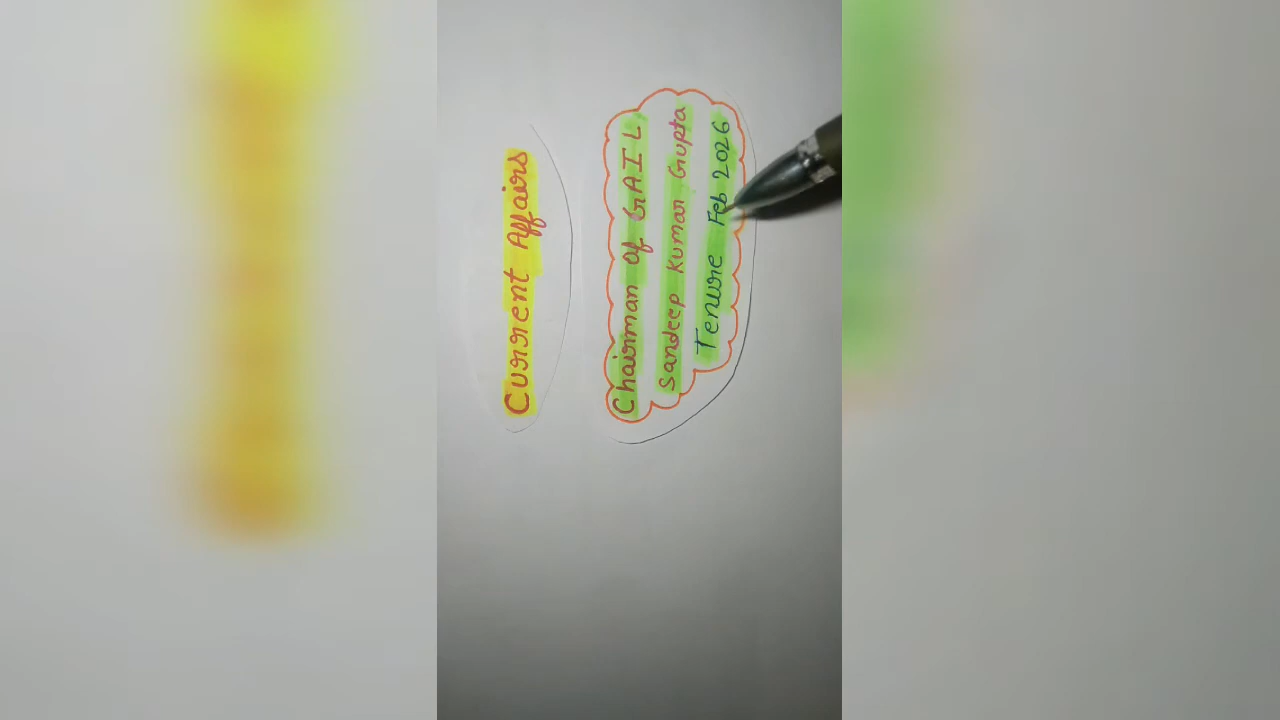 Current Affairs
Chairman of GAIL
Sandeep Kumar Gupta
Tenure Feb 2026